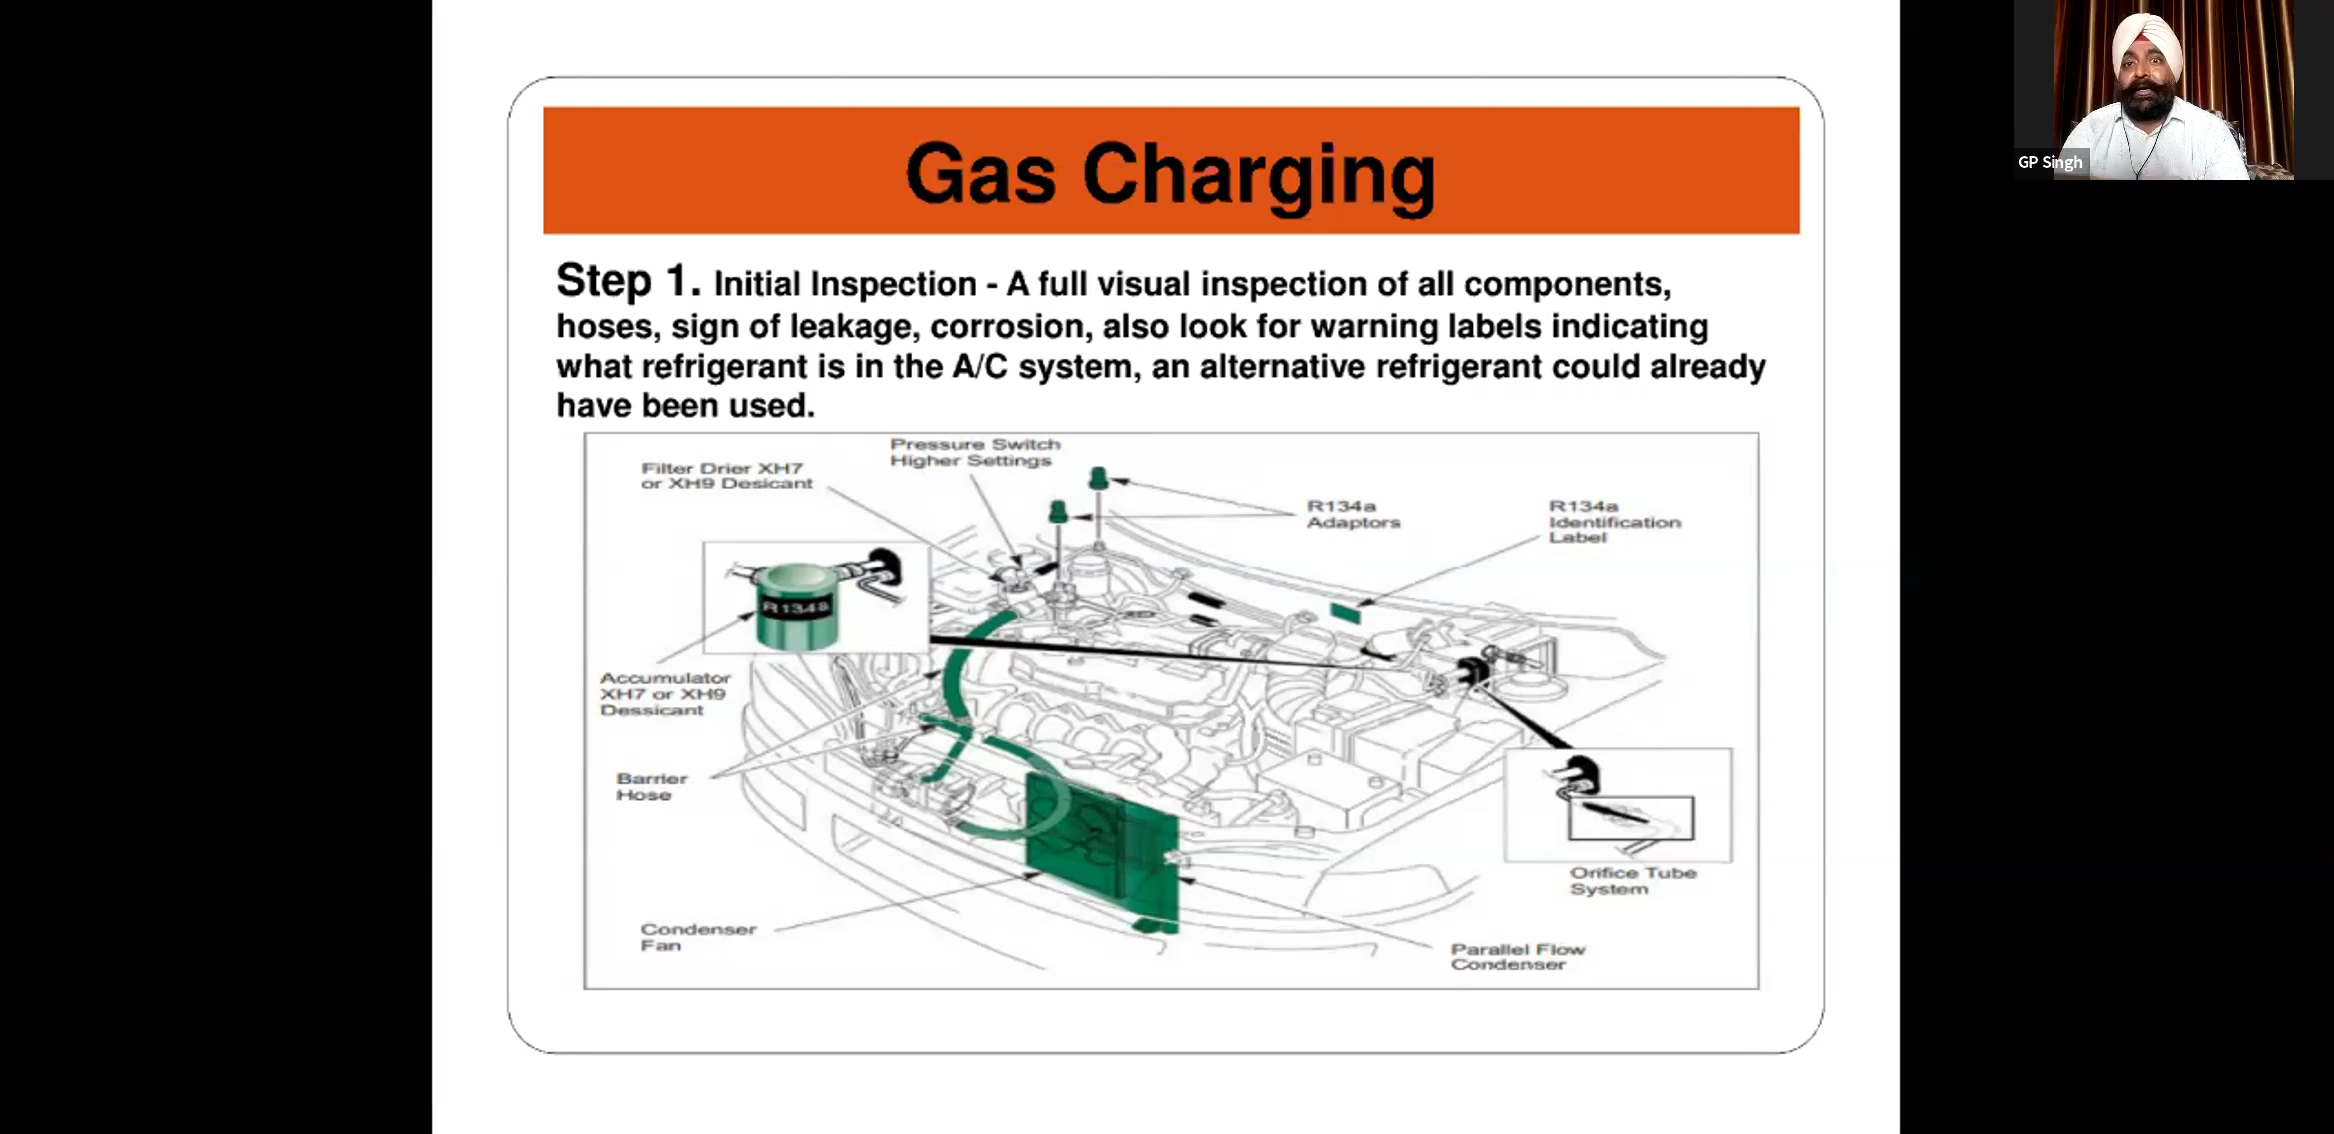 Gas Charging
GP Singh
Step 1. Initial Inspection - A full visual inspection of all components,
hoses, sign of leakage, corrosion, also look for warning labels indicating
what refrigerant is in the A/C system, an alternative refrigerant could already
have been used.
Pressure Switch
Higher Settings
Filter Drier XH7
or XH9 Desicant
R134a
Adaptors
R134a
Identification
Label
R134a
Accumulator
XH7 or XH9
Dessicant
Barrier
Hose
Orifice Tube
System
Condenser
Fan
Parallel Flow
Condenser